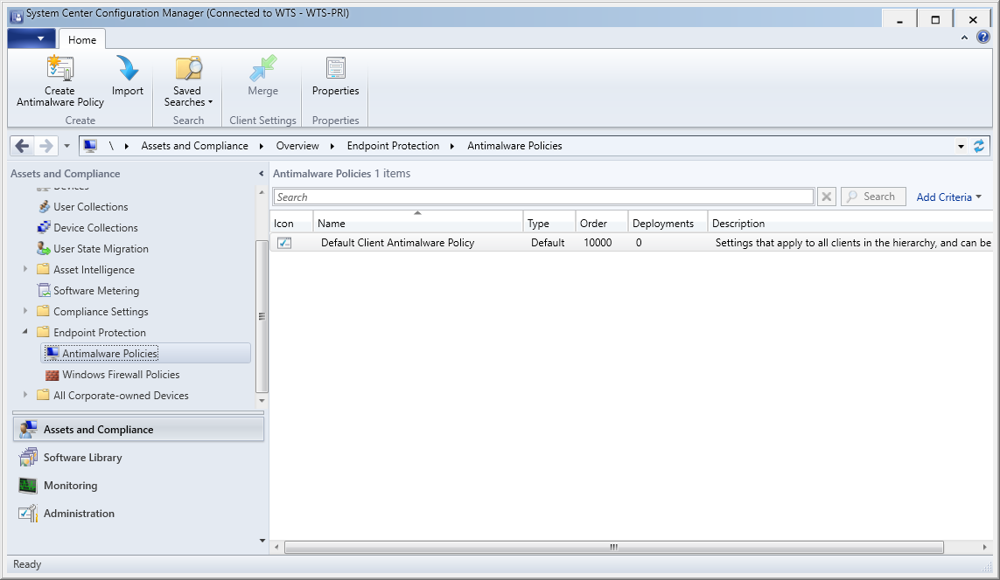 System Center Configuration Manager (Connected to WTS - WTS-PRI)
Home
Create
Antimalware Policy
Import
Saved
Searches
Merge
Properties
Create
Search
Client Settings
Properties
\ Assets and Compliance Overview Endpoint Protection Antimalware Policies
Assets and Compliance
Devices
User Collections
Device Collections
User State Migration
Asset Intelligence
Software Metering
Compliance Settings
Endpoint Protection
Antimalware Policies
Windows Firewall Policies
All Corporate-owned Devices
Assets and Compliance
Software Library
Monitoring
Administration
Antimalware Policies 1 items
Search
Search
Add Criteria
Icon Name Type Order Deployments Description
Default Client Antimalware Policy Default 10000 0 Settings that apply to all clients in the hierarchy, and can be
Ready